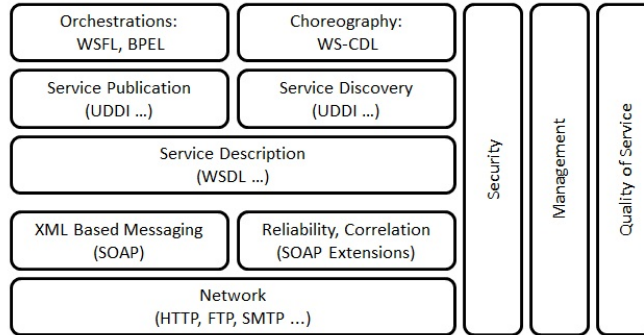 Orchestrations:
WSFL, BPEL
Choreography:
WS-CDL
Service Publication
(UDDI ...)
Service Discovery
(UDDI ...)
Service Description
(WSDL ...)
XML Based Messaging
(SOAP)
Reliability, Correlation
(SOAP Extensions)
Network
(HTTP, FTP, SMTP ...)
Security
Management
Quality of Service